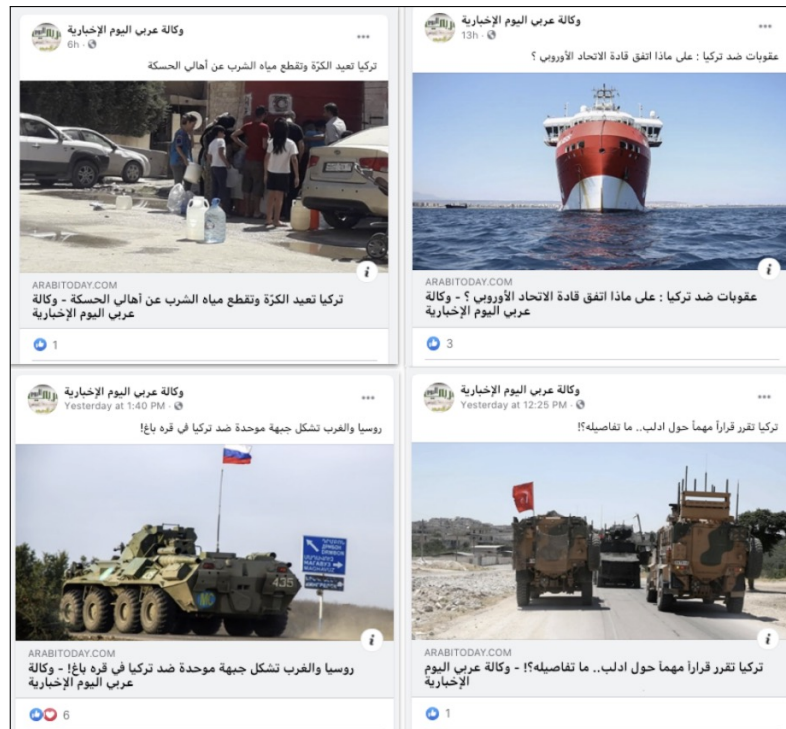 وكالة عربي اليوم الإخبارية
6h
تركيا تعيد الكرّة وتقطع مياه الشرب عن أهالي الحسكة
ARABITODAY.COM
تركيا تعيد الكرّة وتقطع مياه الشرب عن أهالي الحسكة - وكالة
عربي اليوم الإخبارية
1
وكالة عربي اليوم الإخبارية
13h
عقوبات ضد تركيا : على ماذا اتفق قادة الاتحاد الأوروبي ؟
ARABITODAY.COM
عقوبات ضد تركيا : على ماذا اتفق قادة الاتحاد الأوروبي ؟ - وكالة
عربي اليوم الإخبارية
3
وكالة عربي اليوم الإخبارية
Yesterday at 1:40 PM
روسيا والغرب تشكل جبهة موحدة ضد تركيا في قره باغ!
435
ARABITODAY.COM
روسيا والغرب تشكل جبهة موحدة ضد تركيا في قره باغ! - وكالة
عربي اليوم الإخبارية
6
وكالة عربي اليوم الإخبارية
Yesterday at 12:25 PM
تركيا تقرر قراراً مهماً حول ادلب.. ما تفاصيله؟!
ARABITODAY.COM
تركيا تقرر قراراً مهماً حول ادلب.. ما تفاصيله؟! - وكالة عربي اليوم
الإخبارية
1